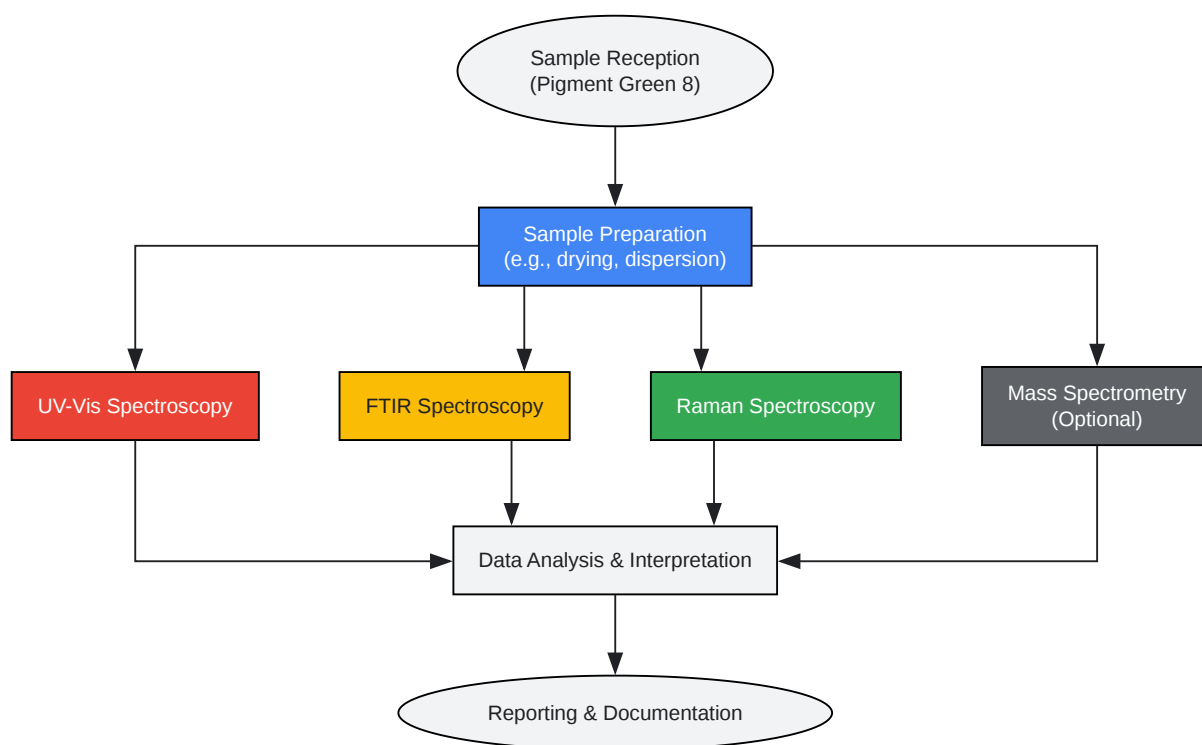 Sample Reception
(Pigment Green 8)
Sample Preparation
(e.g., drying, dispersion)
UV-Vis Spectroscopy
FTIR Spectroscopy
Raman Spectroscopy
Mass Spectrometry
(Optional)
Data Analysis & Interpretation
Reporting & Documentation